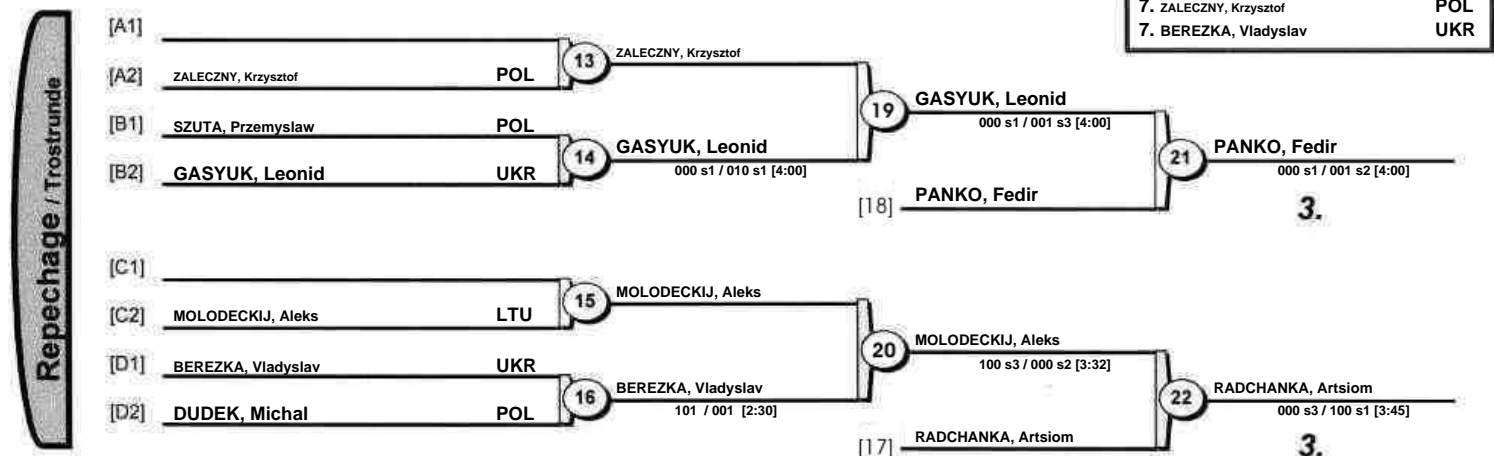 7. ZALECZNY, Krzysztof POL
7. BEREZKA, Vladyslav UKR
Repechage / Trostrunde
[A1]
[A2] ZALECZNY, Krzysztof POL
13 ZALECZNY, Krzysztof
[B1] SZUTA, Przemyslaw POL
[B2] GASYUK, Leonid UKR
14 GASYUK, Leonid
000 s1 / 010 s1 [4:00]
19 GASYUK, Leonid
000 s1 / 001 s3 [4:00]
[18] PANKO, Fedir
21 PANKO, Fedir
000 s1 / 001 s2 [4:00]
3.
[C1]
[C2] MOLODECKIJ, Aleks LTU
15 MOLODECKIJ, Aleks
[D1] BEREZKA, Vladyslav UKR
[D2] DUDEK, Michal POL
16 BEREZKA, Vladyslav
101 / 001 [2:30]
20 MOLODECKIJ, Aleks
100 s3 / 000 s2 [3:32]
[17] RADCHANKA, Artsiom
22 RADCHANKA, Artsiom
000 s3 / 100 s1 [3:45]
3.